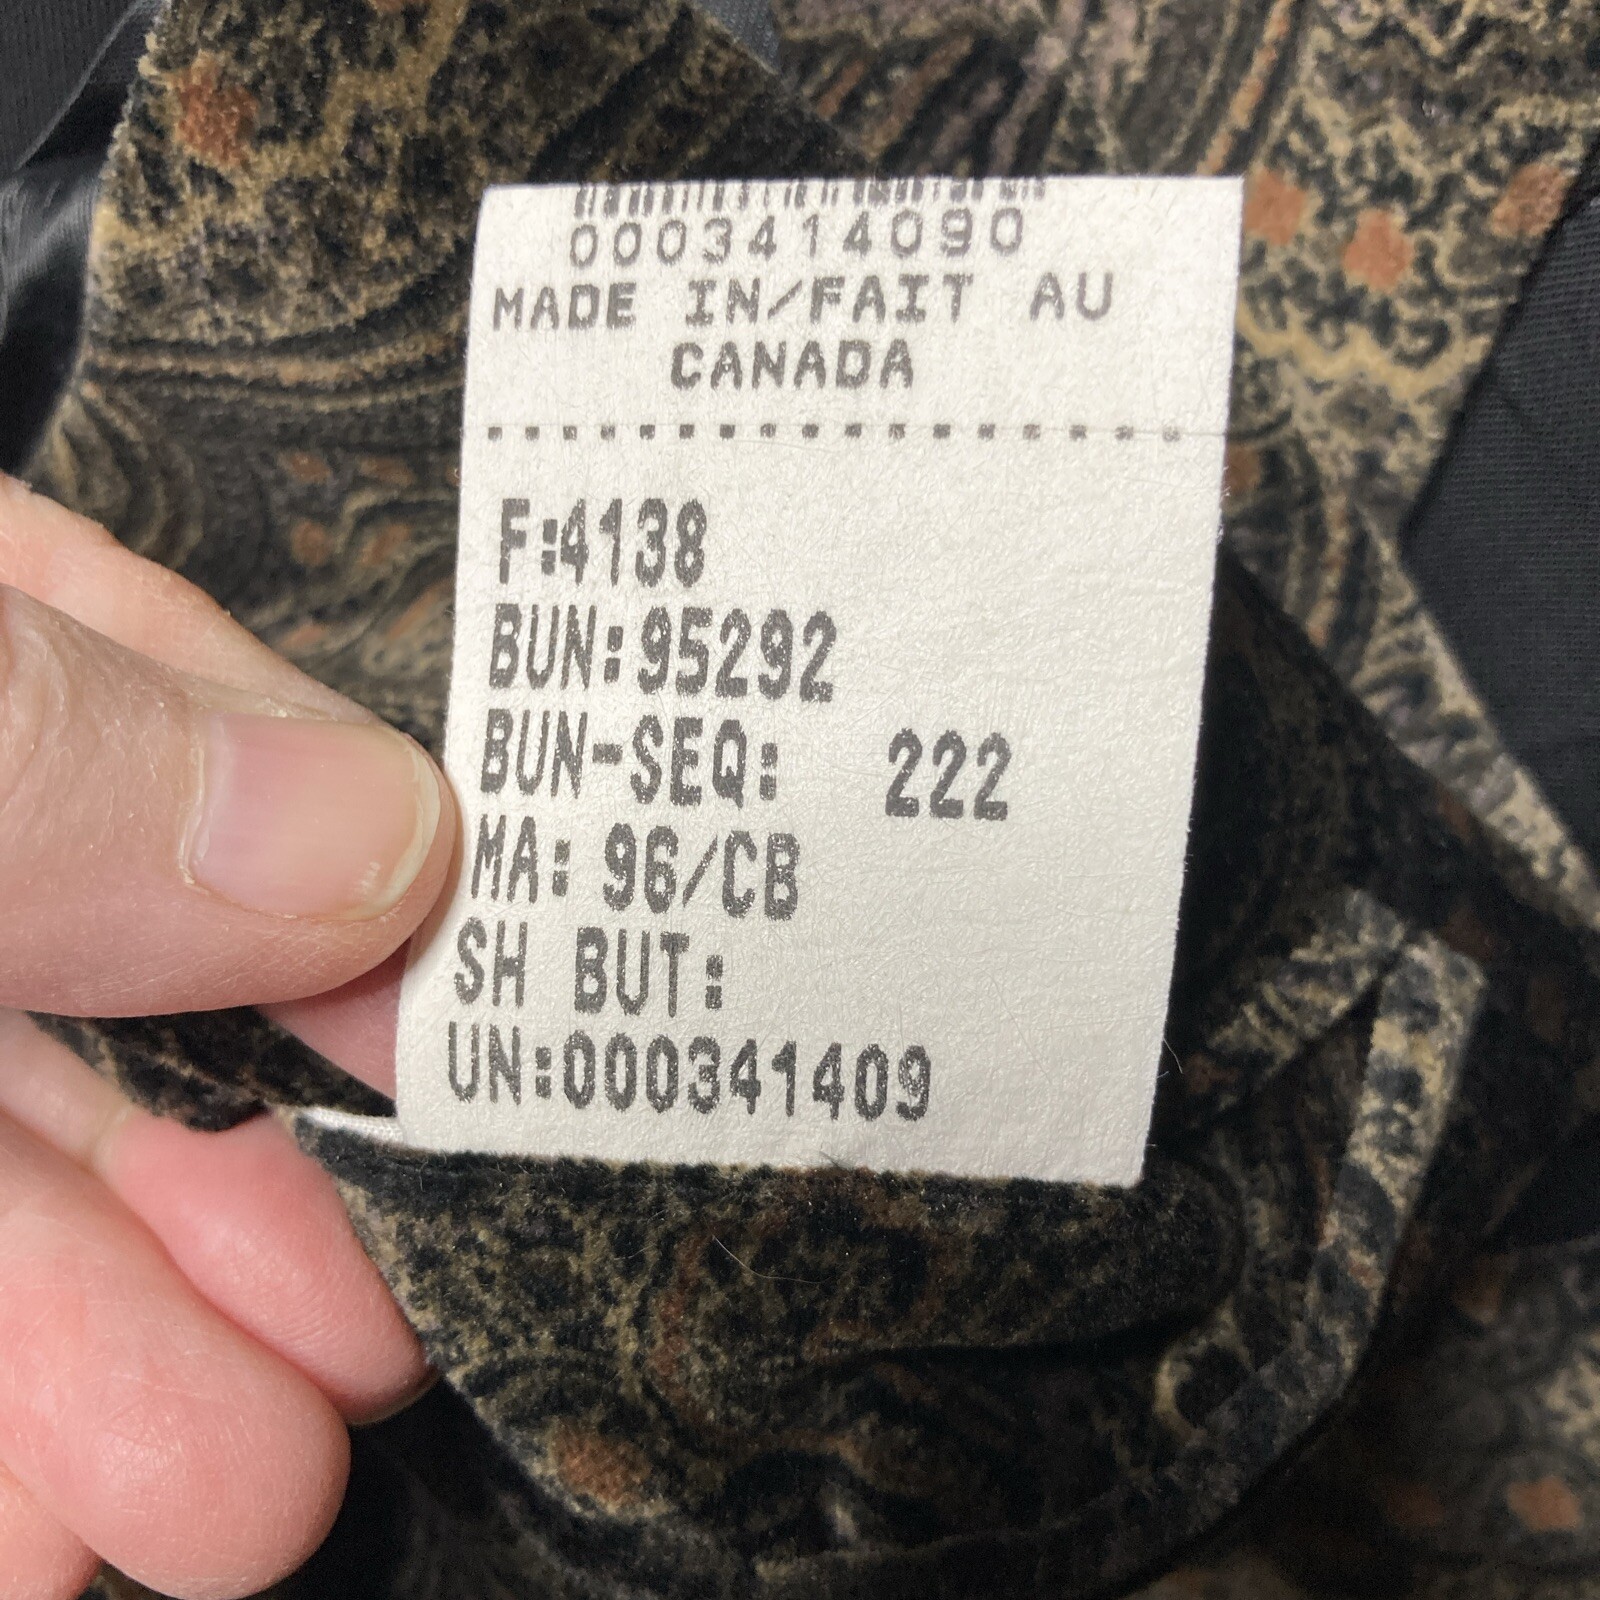 0003414090
MADE IN/FAIT AU
CANADA
F:4138
BUN:95292
BUN-SEQ: 222
MA: 96/CB
SH BUT:
UN:000341409